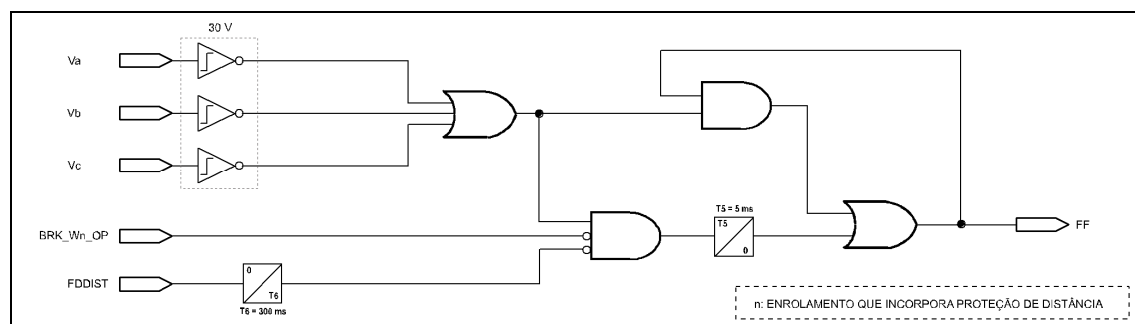 30 V
Va
Vb
Vc
BRK_Wn_OP
FDDIST
0
T6
T6 = 300 ms
T5 = 5 ms
T5
0
FF
n: ENROLAMENTO QUE INCORPORA PROTEÇÃO DE DISTÂNCIA